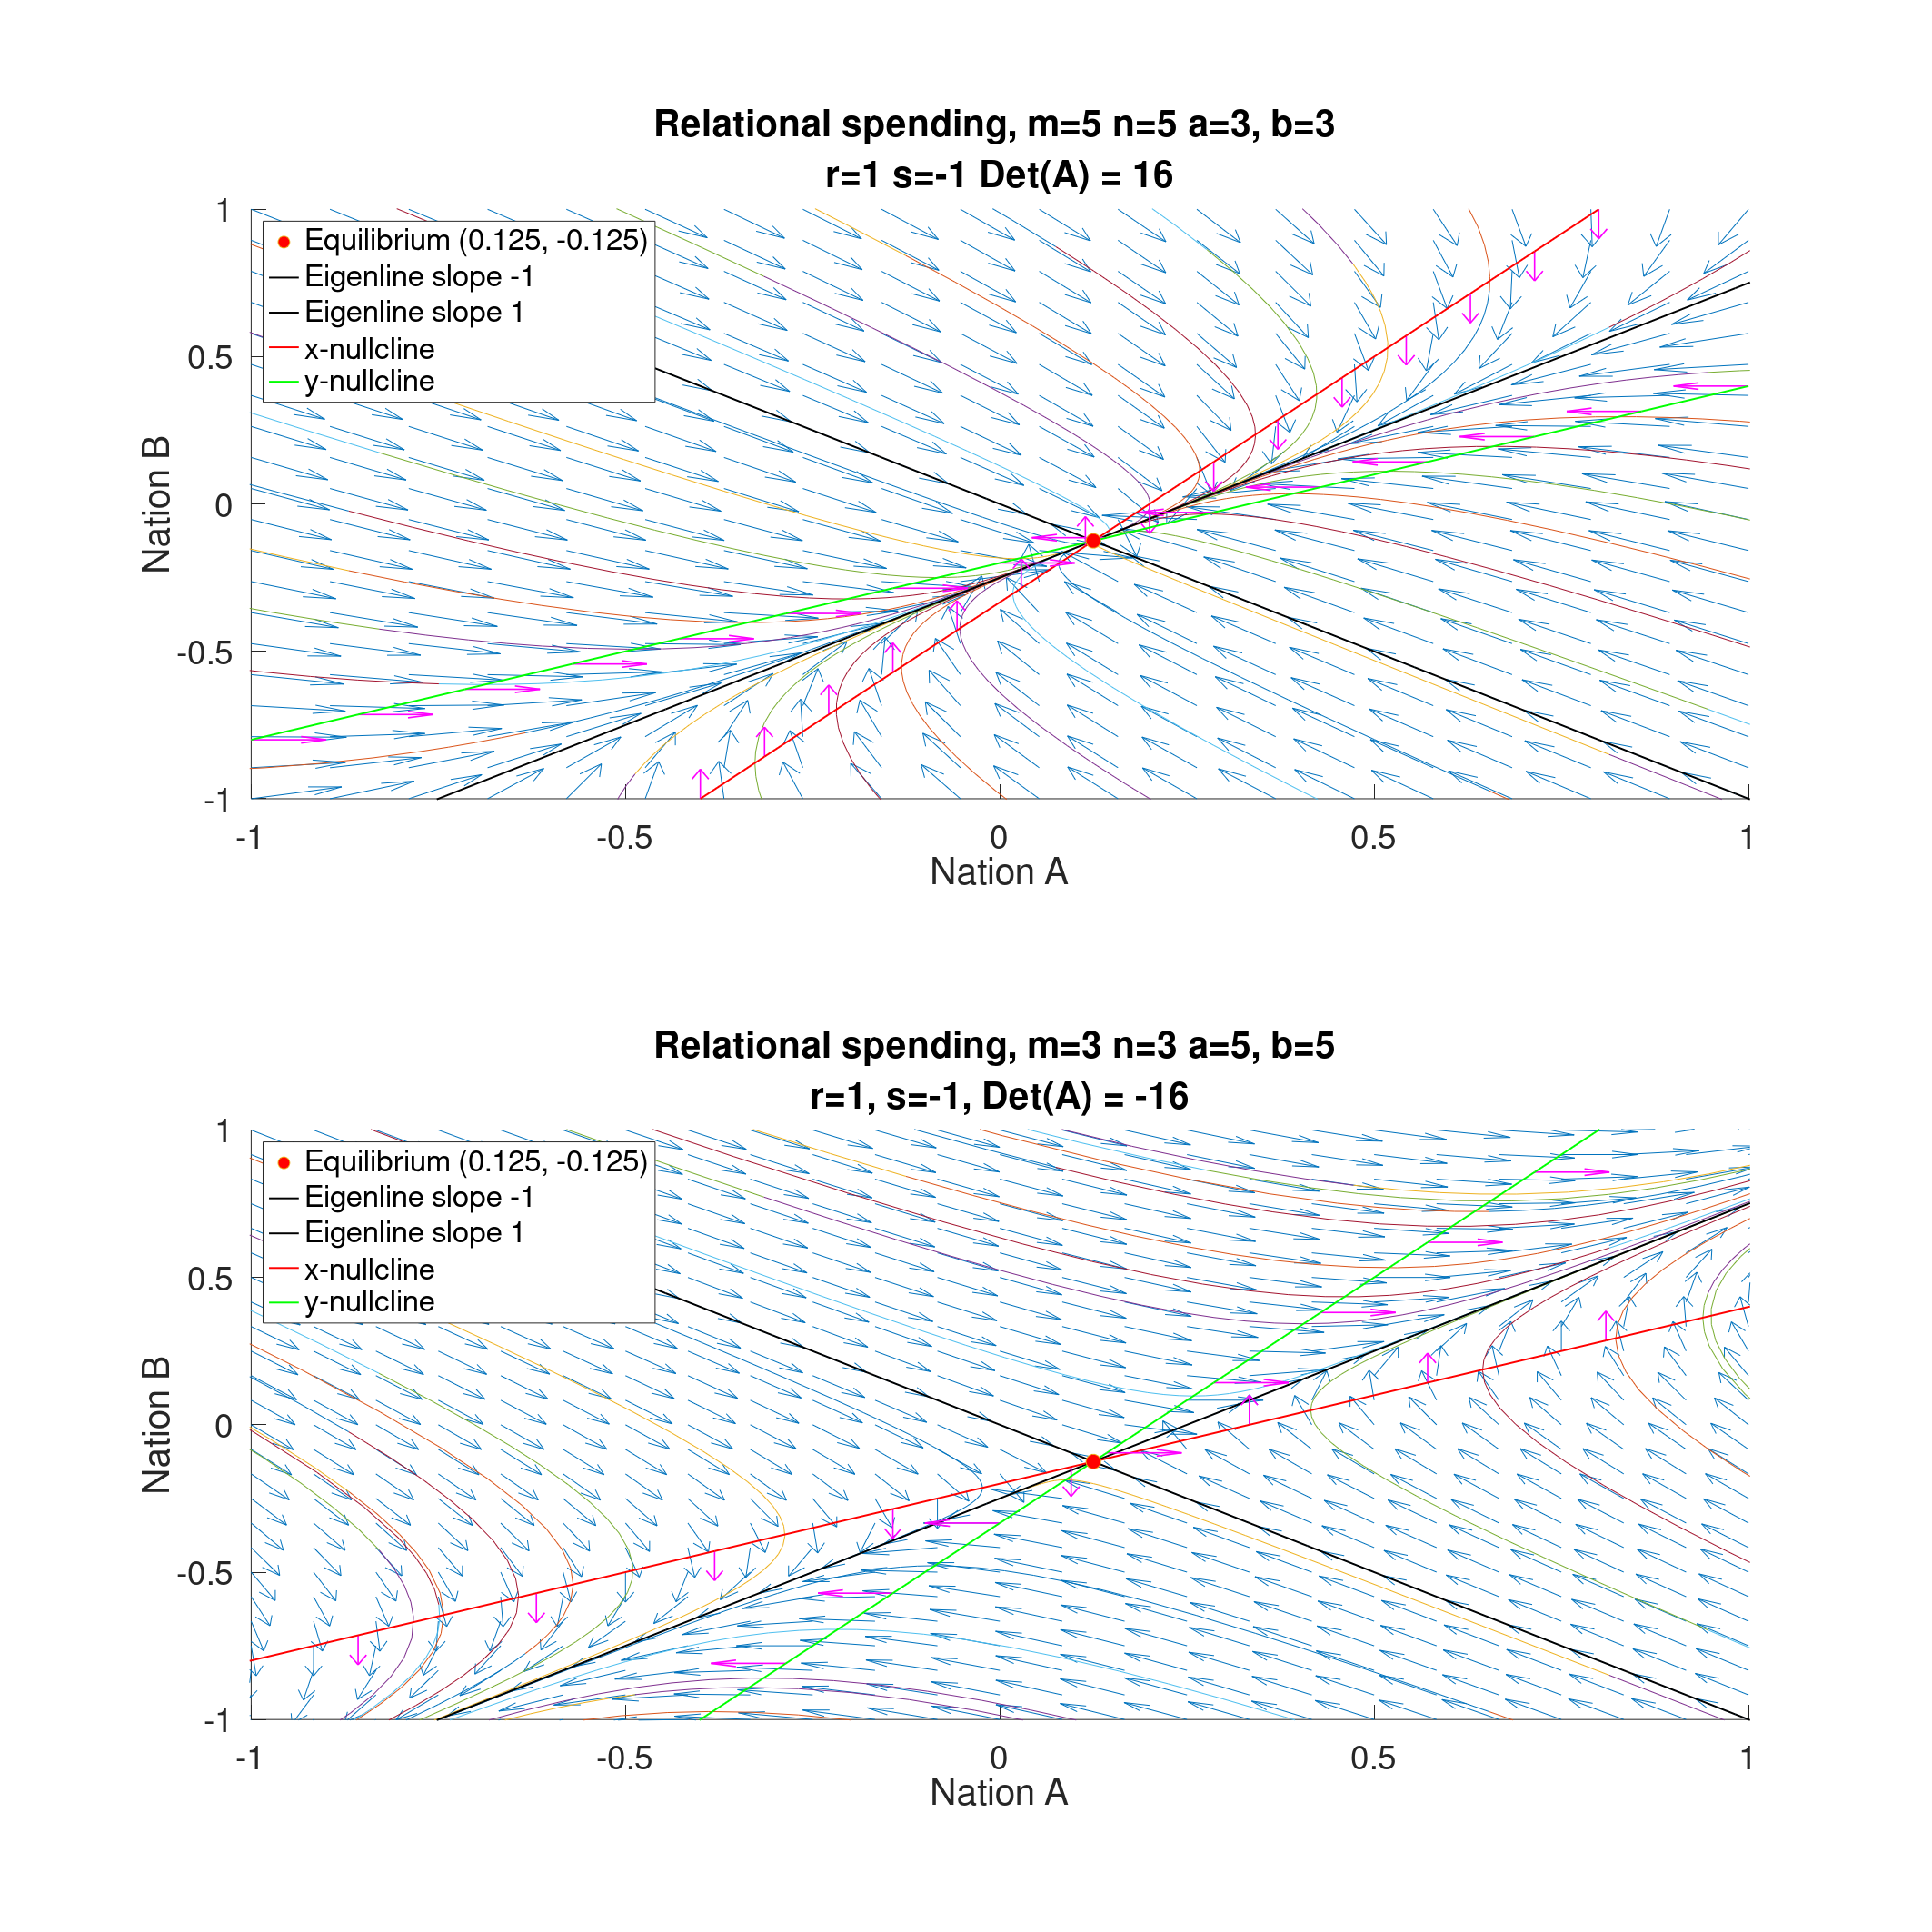 Relational spending, m=5 n=5 a=3, b=3
r=1 s=-1 Det(A) = 16
1
0.5
0
-0.5
-1
Nation B
Equilibrium (0.125, -0.125)
Eigenline slope -1
Eigenline slope 1
x-nullcline
y-nullcline
-1
-0.5
0
0.5
1
Nation A
Relational spending, m=3 n=3 a=5, b=5
r=1, s=-1, Det(A) = -16
1
0.5
0
-0.5
-1
Nation B
Equilibrium (0.125, -0.125)
Eigenline slope -1
Eigenline slope 1
x-nullcline
y-nullcline
-1
-0.5
0
0.5
1
Nation A